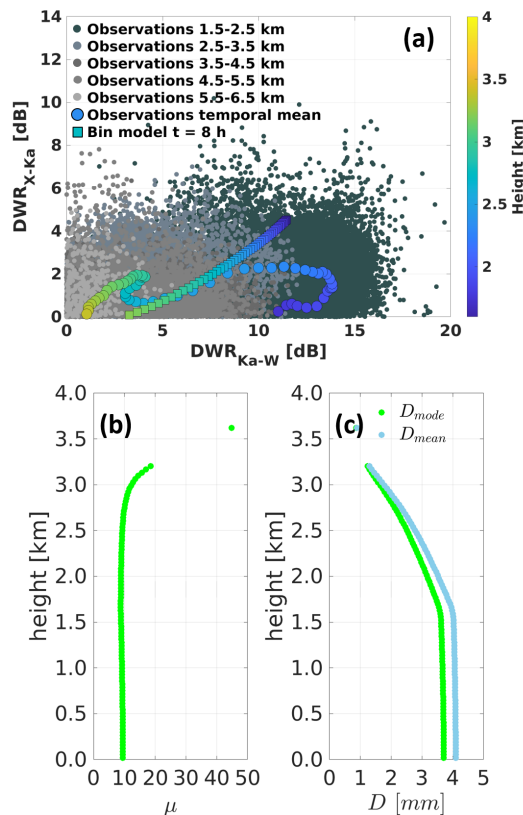 14
12
10
8
6
4
2
0
DWR_X-Ka [dB]
Observations 1.5-2.5 km
Observations 2.5-3.5 km
Observations 3.5-4.5 km
Observations 4.5-5.5 km
Observations 5.5-6.5 km
Observations temporal mean
Bin model t = 8 h
(a)
0 5 10 15 20
DWR_Ka-W [dB]
4
3.5
3
2.5
2
Height [km]
(b)
4.0
3.5
3.0
2.5
2.0
1.5
1.0
0.5
0.0
height [km]
0 10 20 30 40 50
μ
(c)
D_mode
D_mean
4.0
3.5
3.0
2.5
2.0
1.5
1.0
0.5
0.0
height [km]
0 1 2 3 4 5
D [mm]